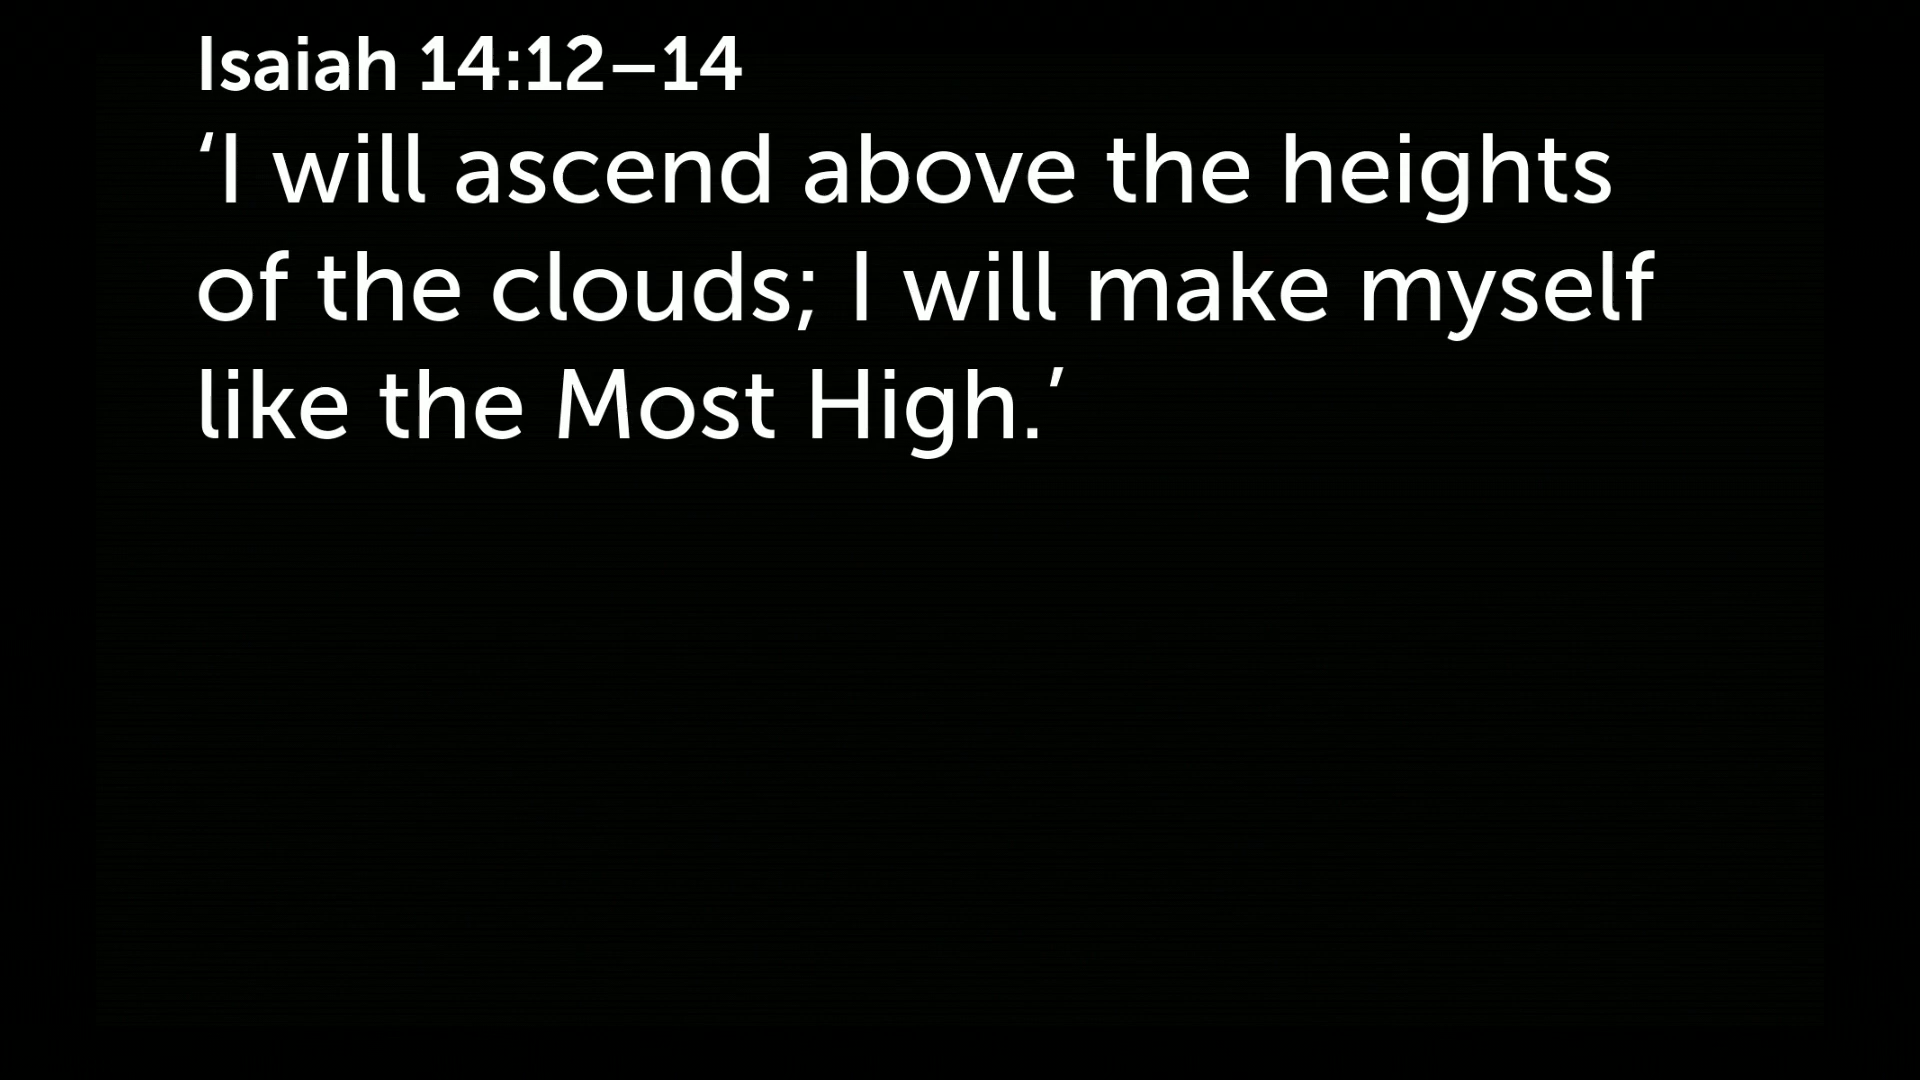 Isaiah 14:12–14
‘I will ascend above the heights
of the clouds; I will make myself
like the Most High.’